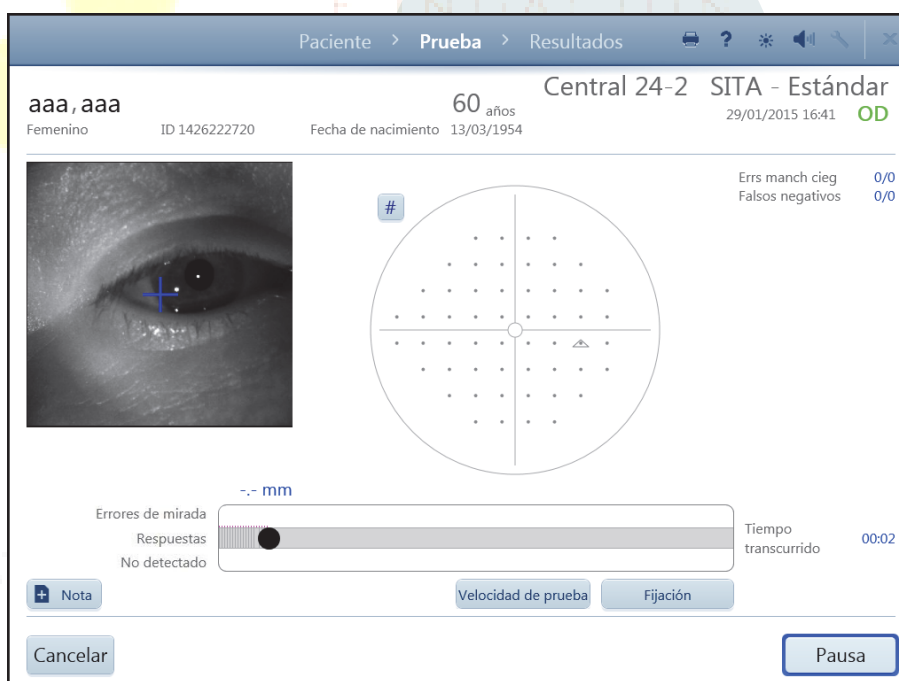 Paciente > Prueba > Resultados ?
Central 24-2 SITA - Estándar
aaa, aaa 60 años
29/01/2015 16:41 OD
Femenino ID 1426222720 Fecha de nacimiento 13/03/1954
Errs manch cieg 0/0
Falsos negativos 0/0
#
-.- mm
Errores de mirada
Respuestas
No detectado
Tiempo
transcurrido 00:02
Nota Velocidad de prueba Fijación
Cancelar Pausa